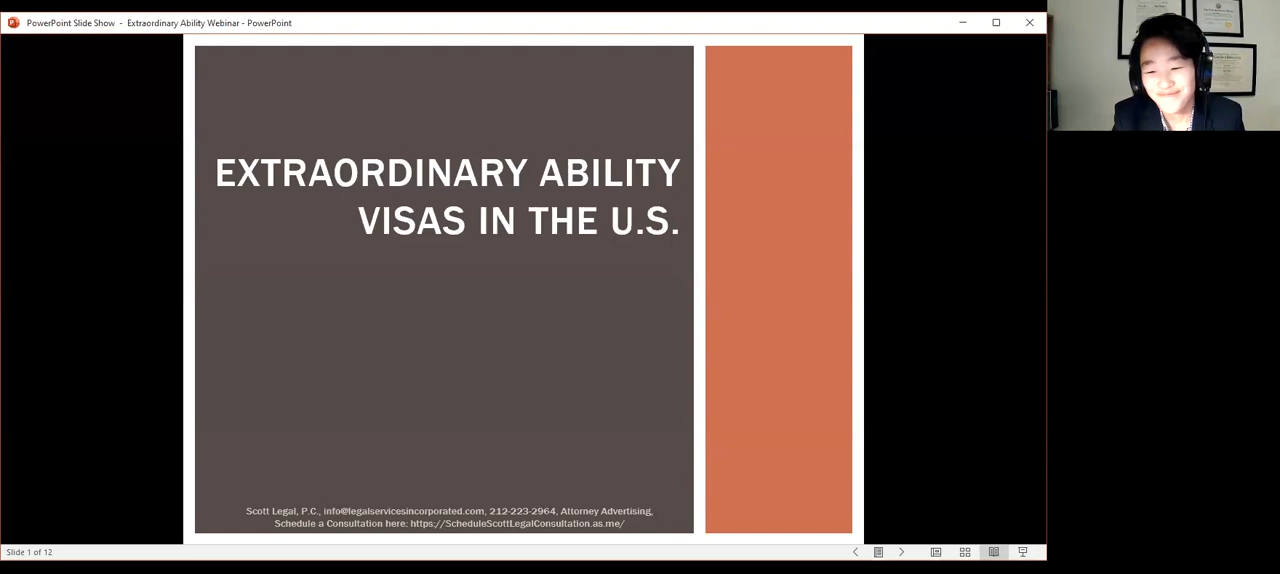 PowerPoint Slide Show - Extraordinary Ability Webinar - PowerPoint
EXTRAORDINARY ABILITY
VISAS IN THE U.S.
Scott Legal, P.C., info@legalservicesincorporated.com, 212-223-2964, Attorney Advertising,
Schedule a Consultation here: https://ScheduleScottLegalConsultation.as.me/
Slide 1 of 12